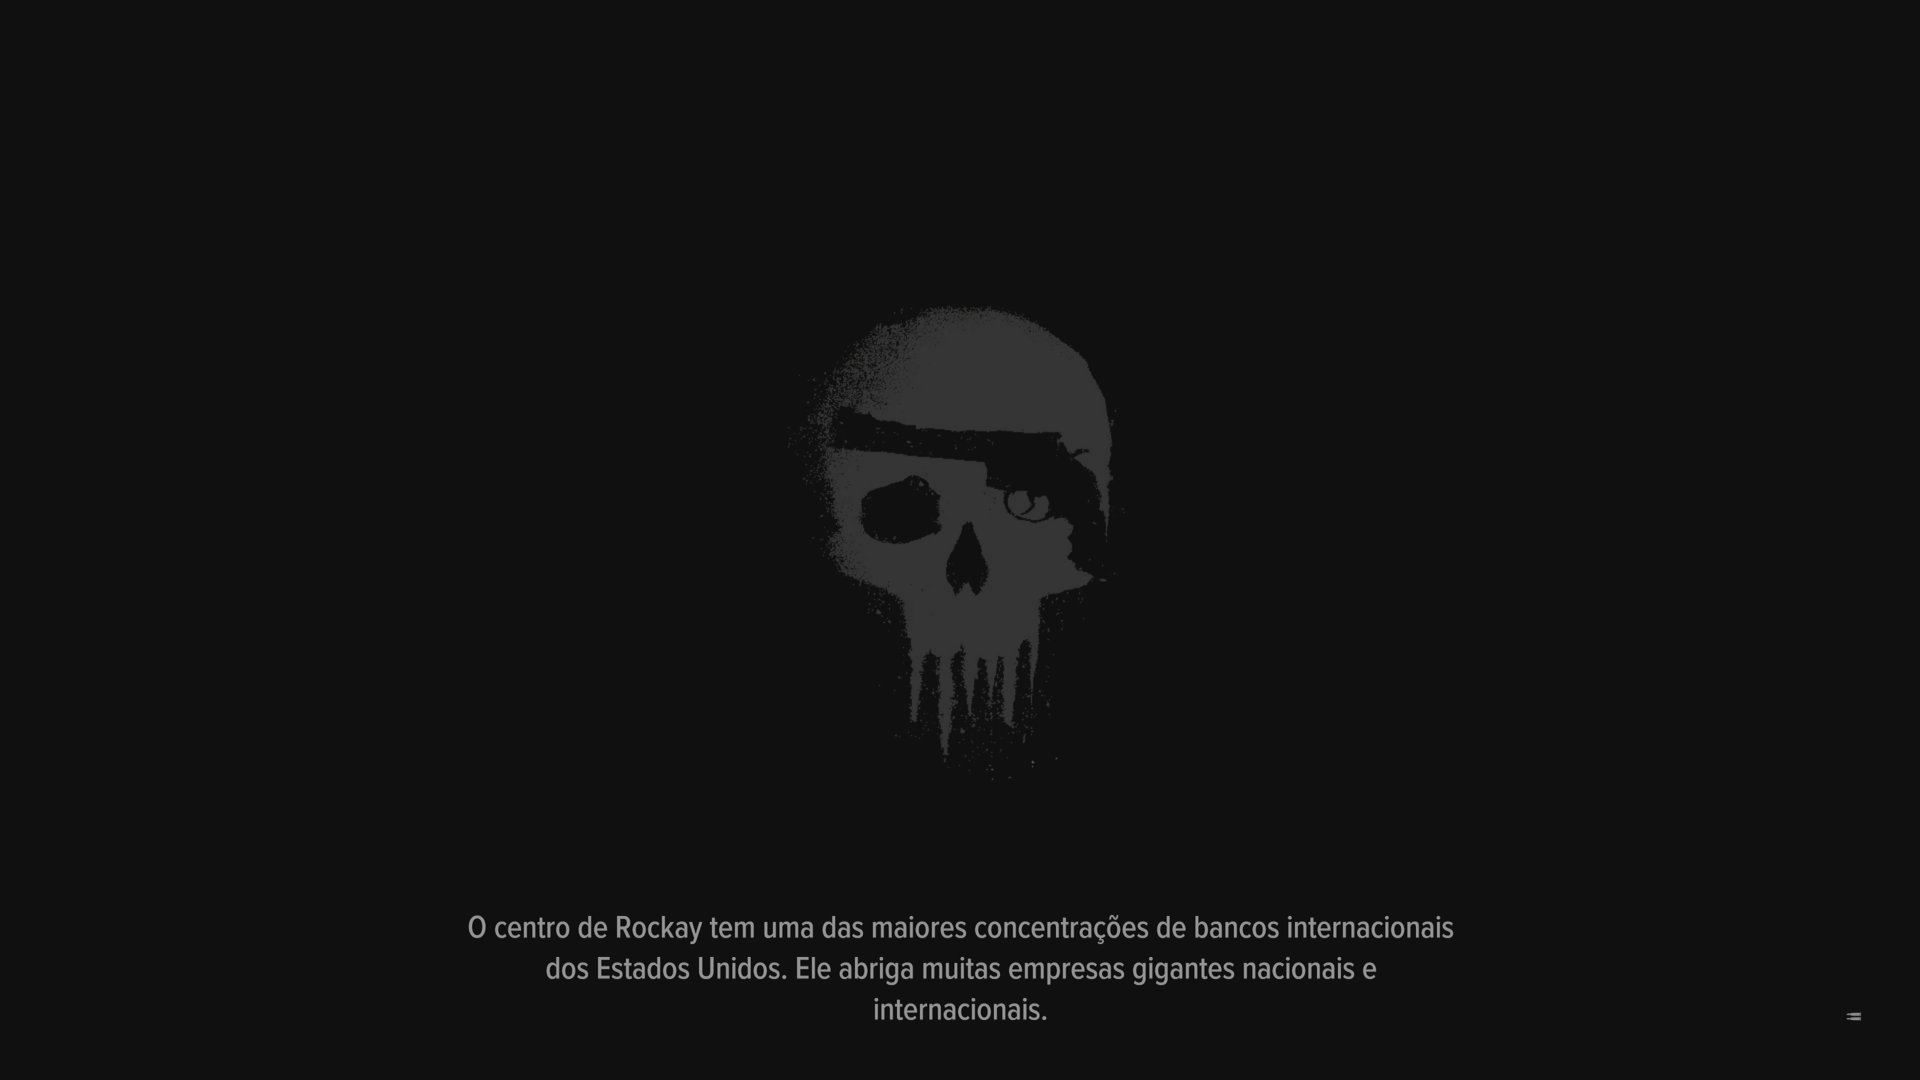 O centro de Rockay tem uma das maiores concentrações de bancos internacionais
dos Estados Unidos. Ele abriga muitas empresas gigantes nacionais e
internacionais.